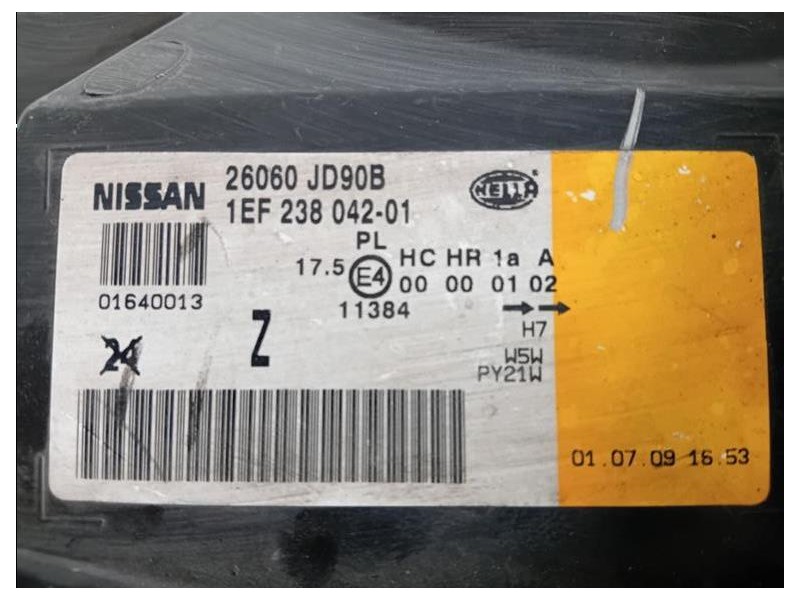 NISSAN
26060 JD90B
1EF 238 042-01
HELLA
01640013
PL
17.5 E4 HC HR 1a A
00 00 01 02
11384
→→
H7
24
Z
W5W
PY21W
01.07.09 16 53